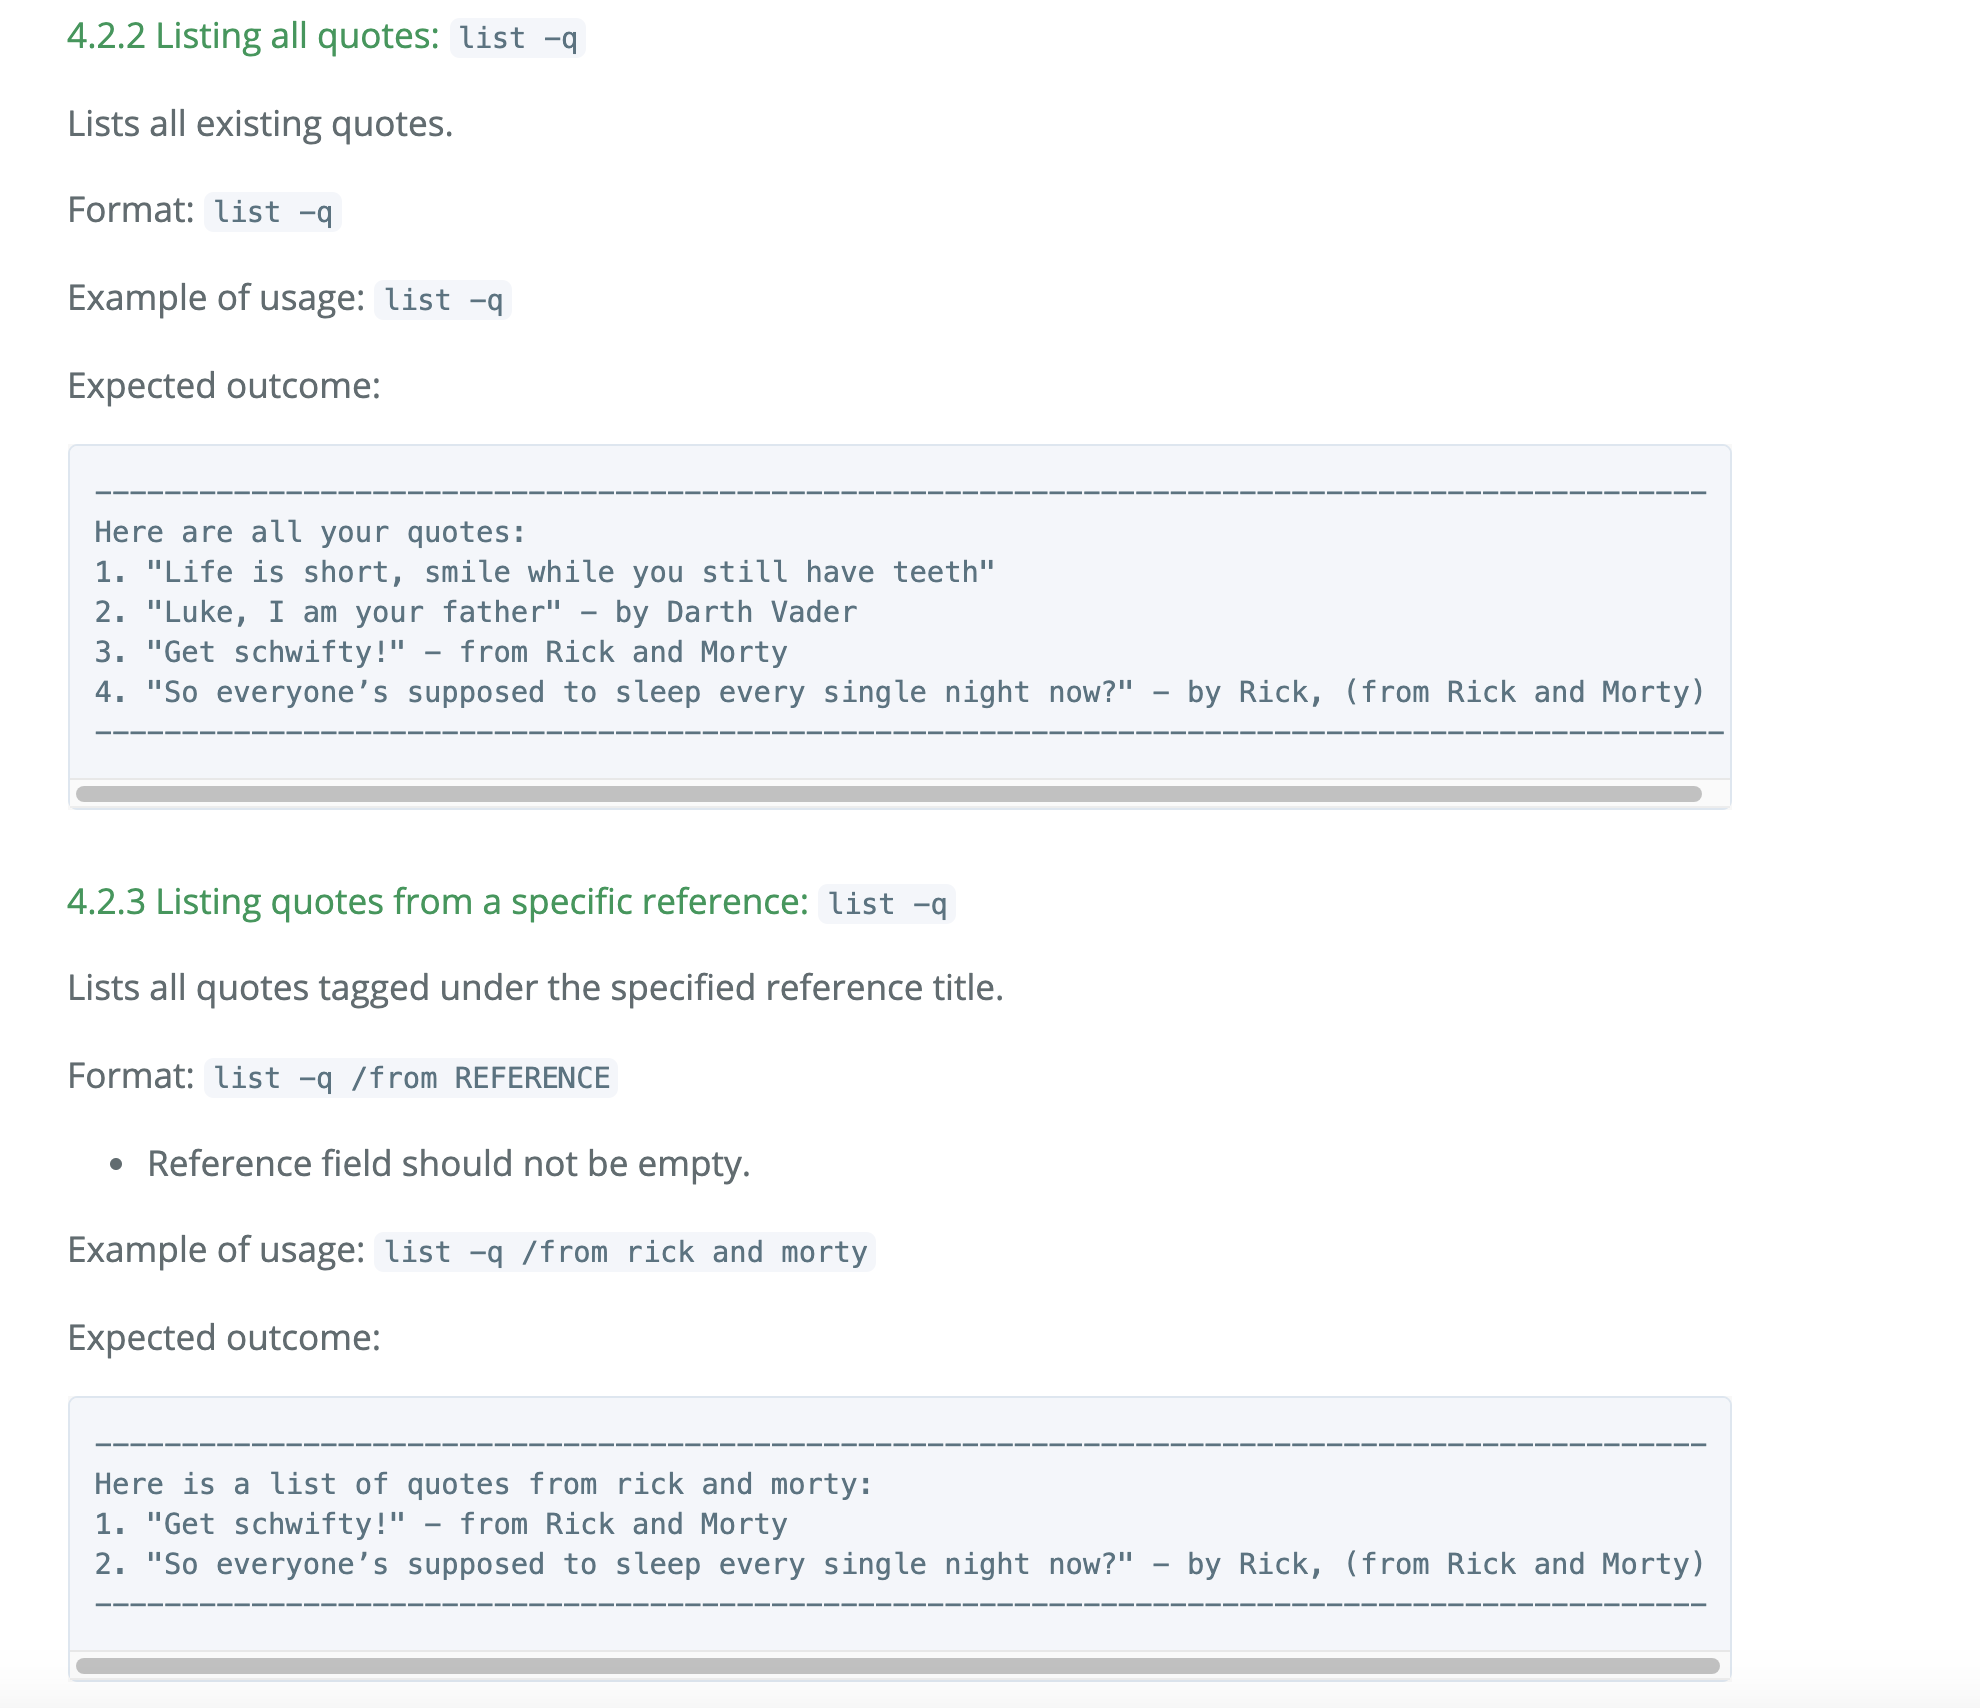 4.2.2 Listing all quotes: list -q
Lists all existing quotes.
Format: list -q
Example of usage: list -q
Expected outcome:
---------------------------------------------------------------------------------------------
Here are all your quotes:
1. "Life is short, smile while you still have teeth"
2. "Luke, I am your father" - by Darth Vader
3. "Get schwifty!" - from Rick and Morty
4. "So everyone’s supposed to sleep every single night now?" - by Rick, (from Rick and Morty)
----------------------------------------------------------------------------------------------
4.2.3 Listing quotes from a specific reference: list -q
Lists all quotes tagged under the specified reference title.
Format: list -q /from REFERENCE
• Reference field should not be empty.
Example of usage: list -q /from rick and morty
Expected outcome:
---------------------------------------------------------------------------------------------
Here is a list of quotes from rick and morty:
1. "Get schwifty!" - from Rick and Morty
2. "So everyone’s supposed to sleep every single night now?" - by Rick, (from Rick and Morty)
---------------------------------------------------------------------------------------------